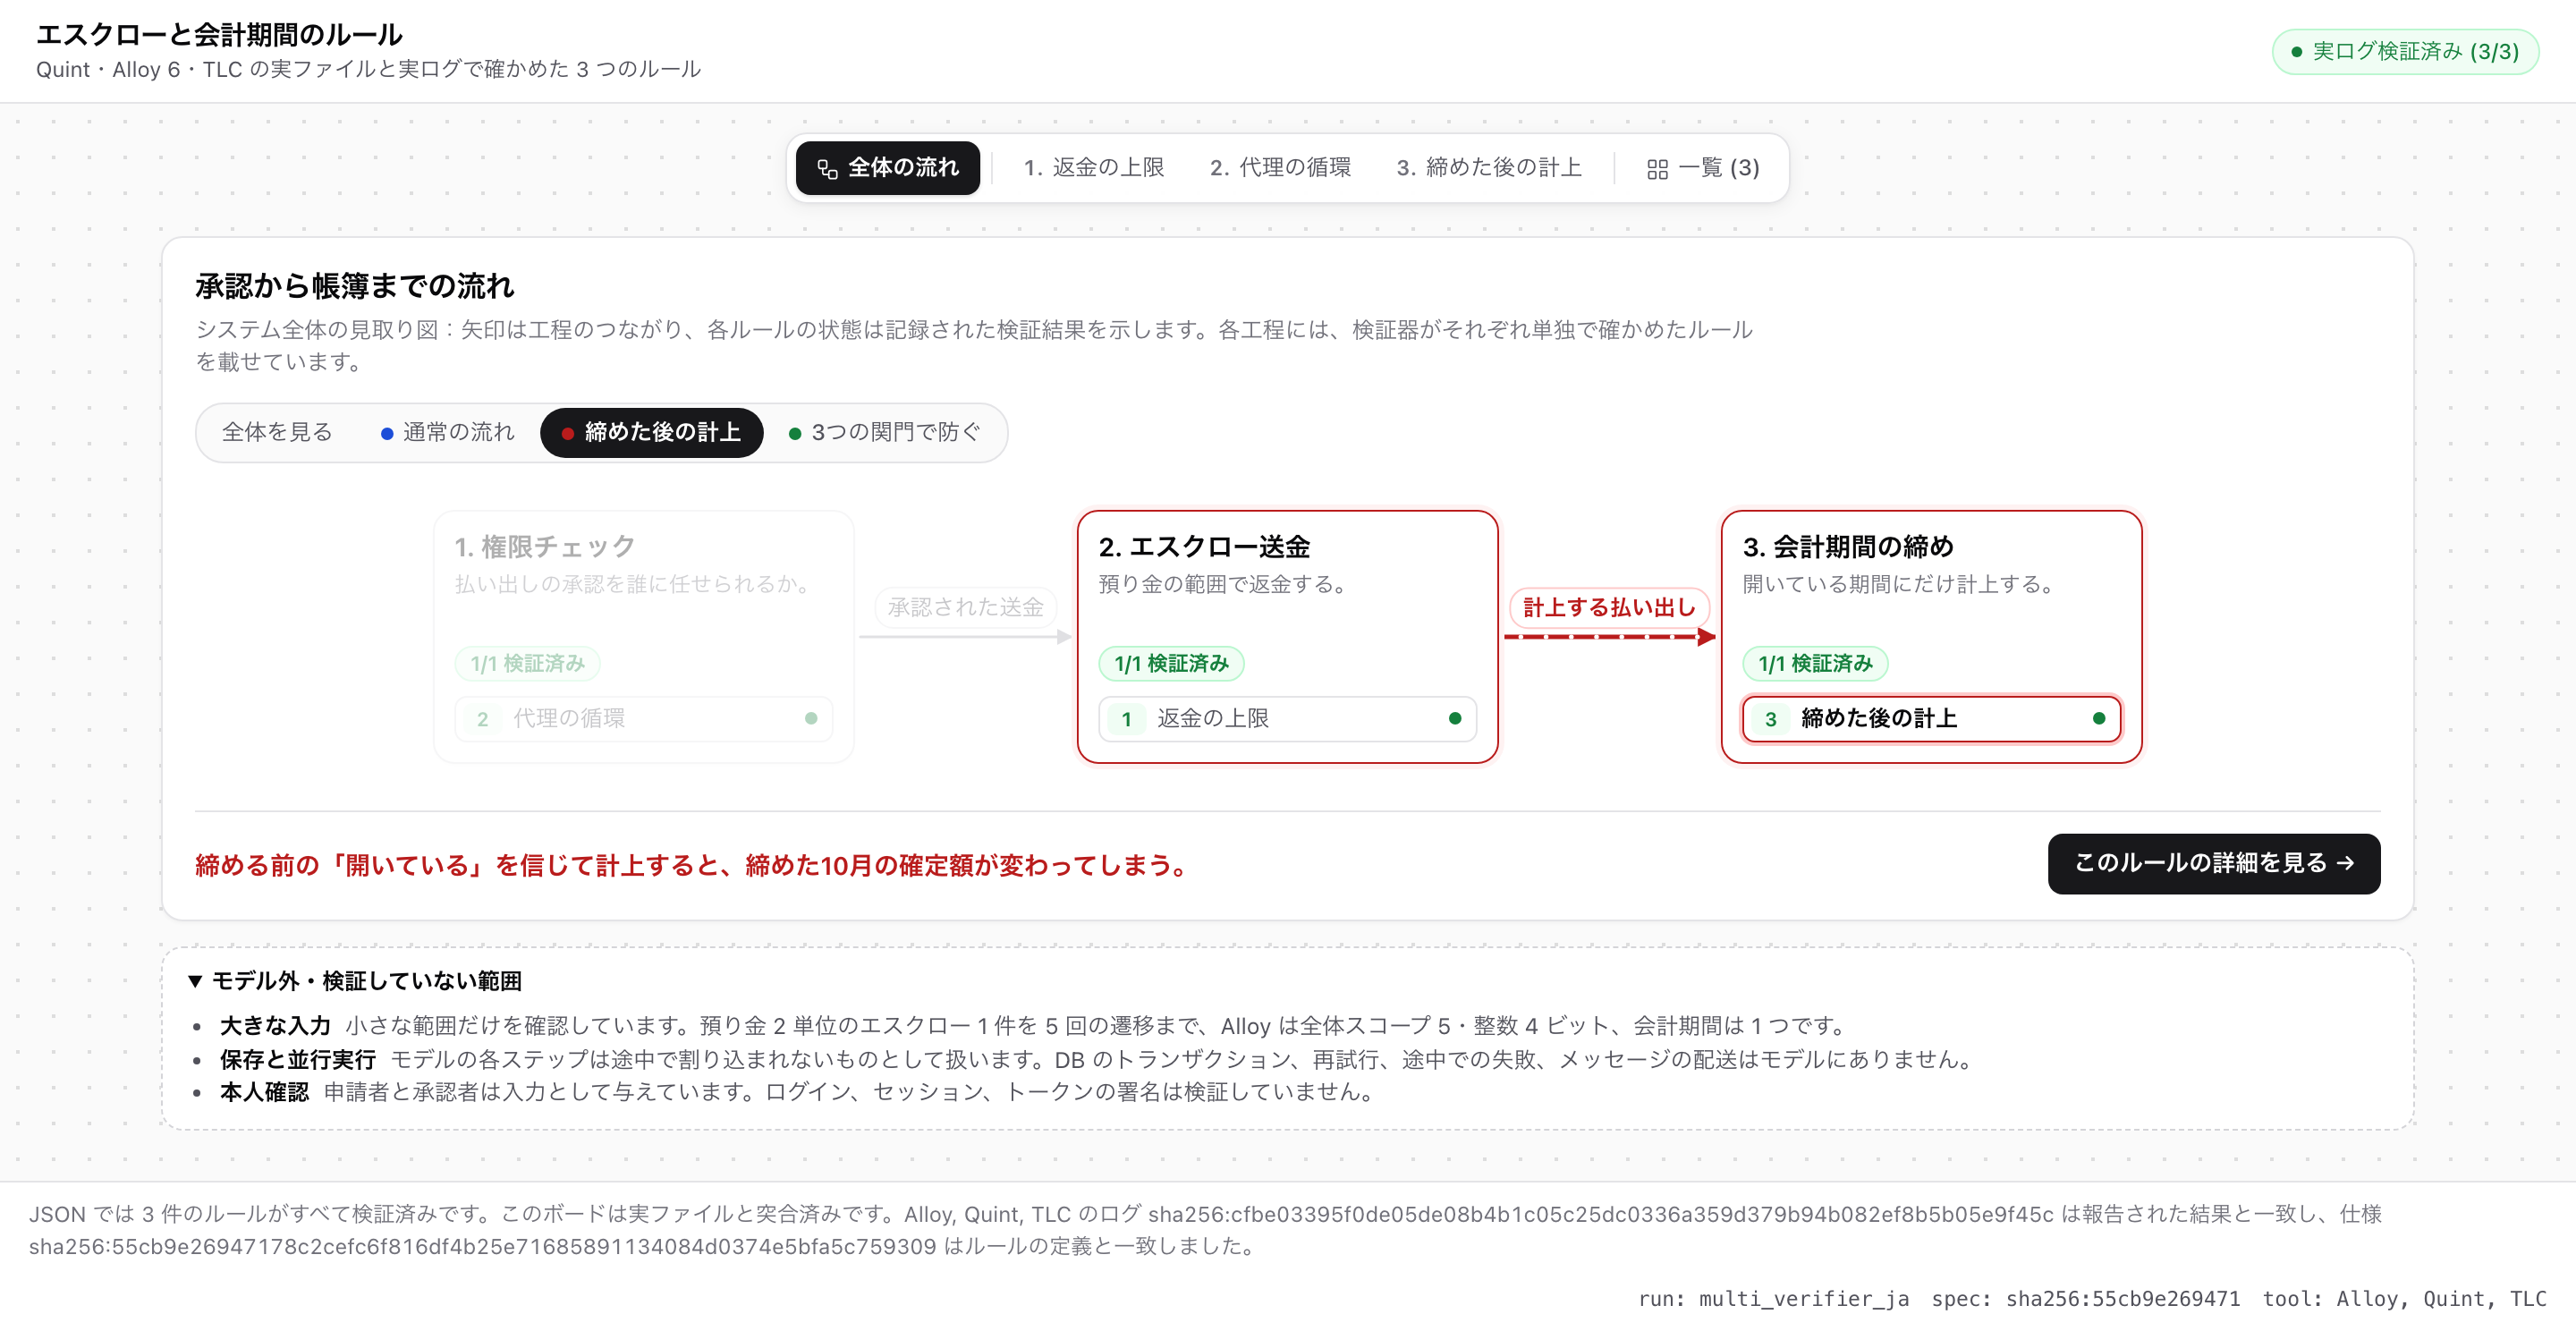 エスクローと会計期間のルール
Quint・Alloy 6・TLC の実ファイルと実ログで確かめた 3 つのルール
実ログ検証済み (3/3)
全体の流れ
1. 返金の上限
2. 代理の循環
3. 締めた後の計上
一覧 (3)
承認から帳簿までの流れ
システム全体の見取り図：矢印は工程のつながり、各ルールの状態は記録された検証結果を示します。各工程には、検証器がそれぞれ単独で確かめたルール
を載せています。
全体を見る
通常の流れ
締めた後の計上
3つの関門で防ぐ
1. 権限チェック
払い出しの承認を誰に任せられるか。
1/1 検証済み
2 代理の循環
承認された送金
2. エスクロー送金
預り金の範囲で返金する。
1/1 検証済み
1 返金の上限
計上する払い出し
3. 会計期間の締め
開いている期間にだけ計上する。
1/1 検証済み
3 締めた後の計上
締める前の「開いている」を信じて計上すると、締めた10月の確定額が変わってしまう。
このルールの詳細を見る →
▼ モデル外・検証していない範囲
• 大きな入力 小さな範囲だけを確認しています。預り金 2 単位のエスクロー 1 件を 5 回の遷移まで、Alloy は全体スコープ 5・整数 4 ビット、会計期間は 1 つです。
• 保存と並行実行 モデルの各ステップは途中で割り込まれないものとして扱います。DB のトランザクション、再試行、途中での失敗、メッセージの配送はモデルにありません。
• 本人確認 申請者と承認者は入力として与えています。ログイン、セッション、トークンの署名は検証していません。
JSON では 3 件のルールがすべて検証済みです。このボードは実ファイルと突合済みです。Alloy, Quint, TLC のログ sha256:cfbe03395f0de05de08b4b1c05c25dc0336a359d379b94b082ef8b5b05e9f45c は報告された結果と一致し、仕様
sha256:55cb9e26947178c2cefc6f816df4b25e71685891134084d0374e5bfa5c759309 はルールの定義と一致しました。
run: multi_verifier_ja spec: sha256:55cb9e269471 tool: Alloy, Quint, TLC